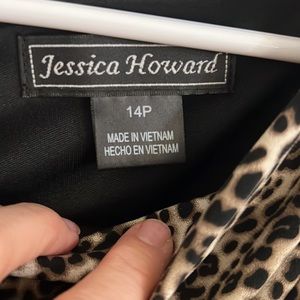 Jessica Howard
14P
MADE IN VIETNAM
HECHO EN VIETNAM